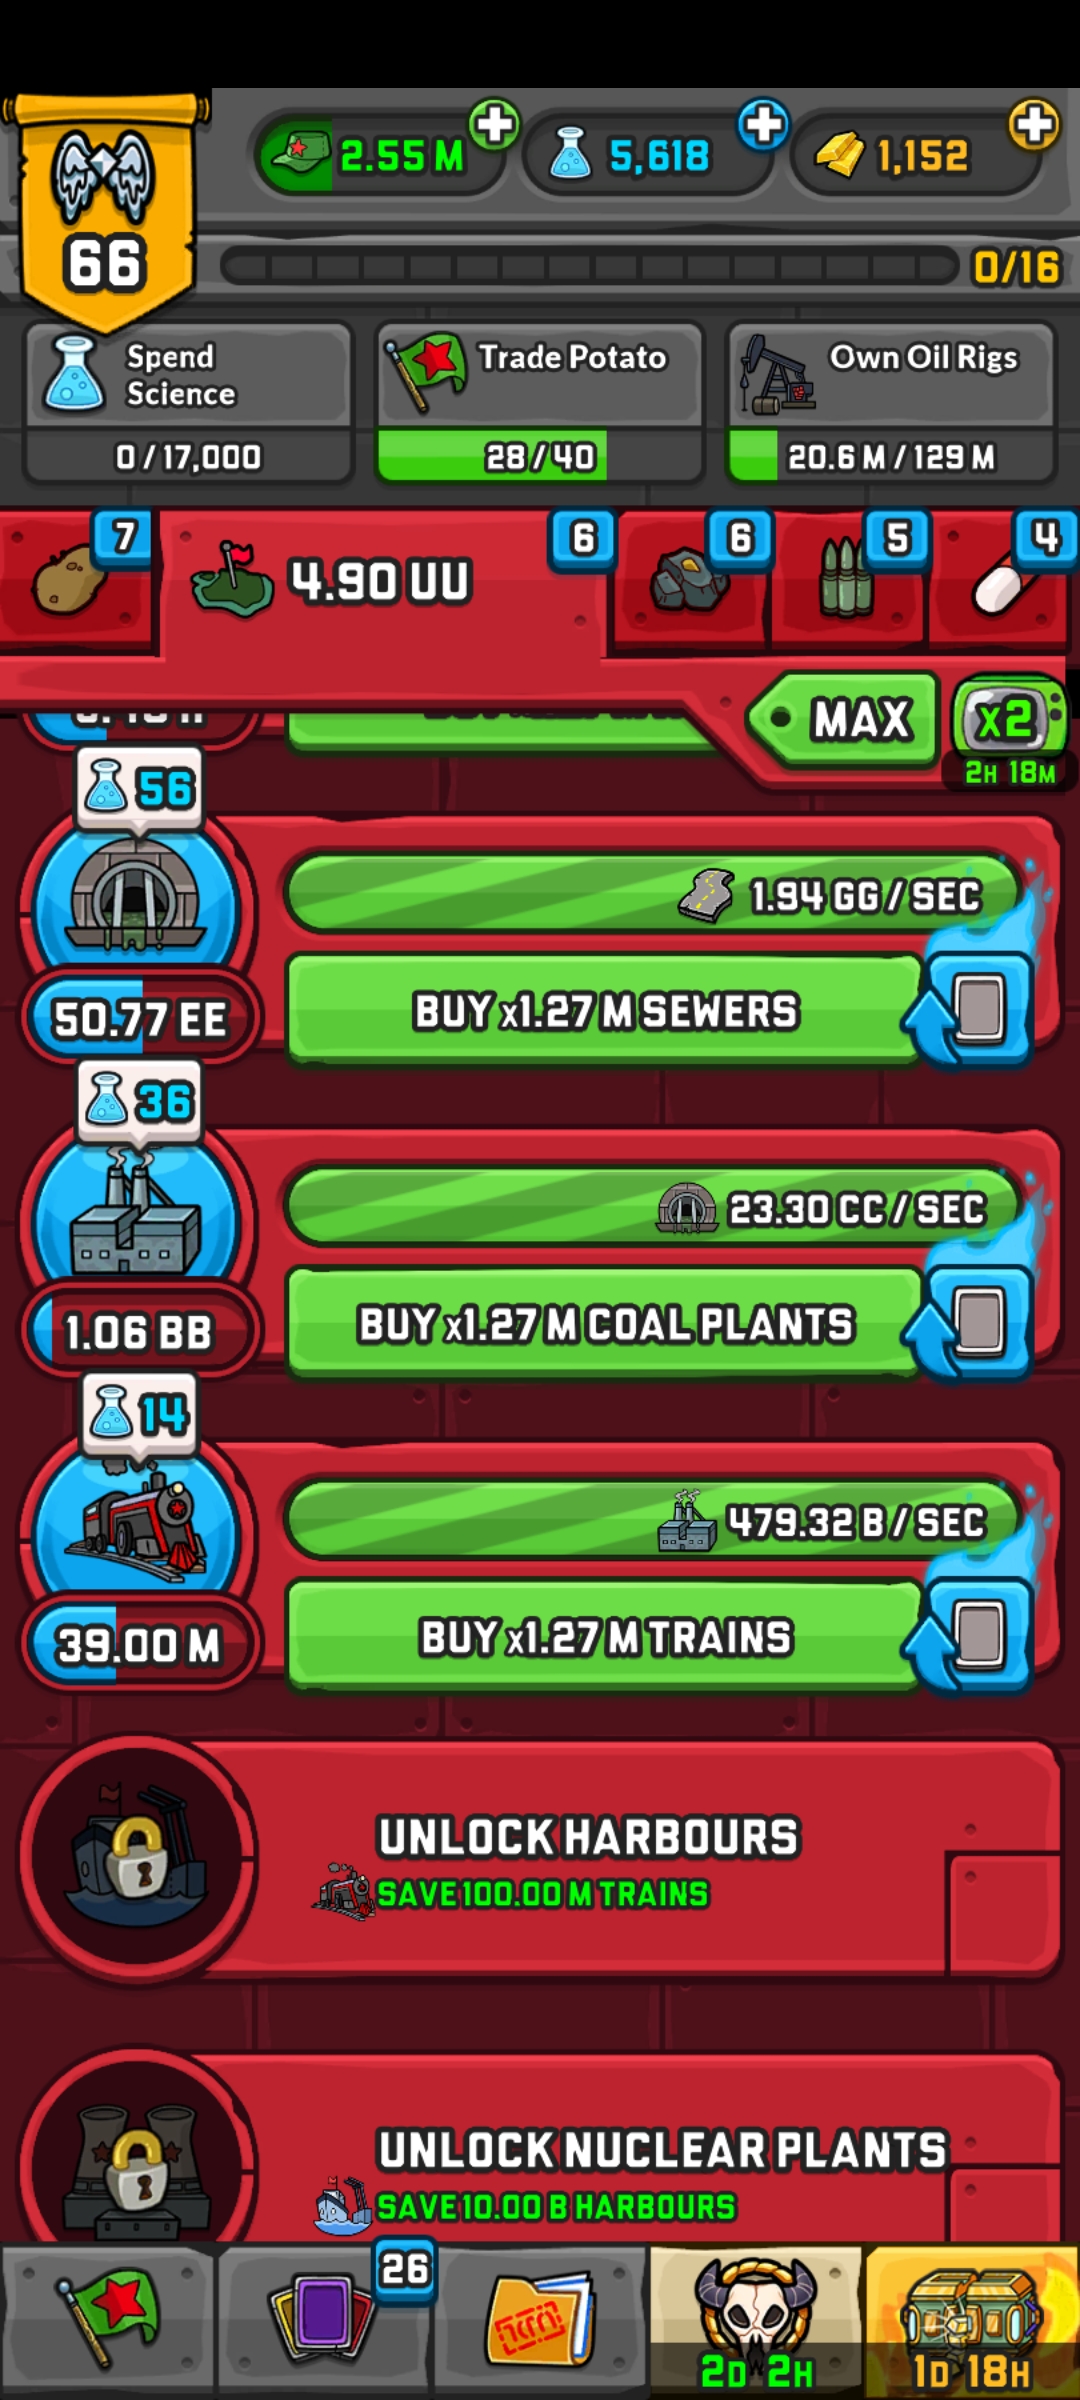 2.55 M
5,618
1,152
66
0/16
Spend
Science
0/17,000
Trade Potato
28/40
Own Oil Rigs
20.6 M/129 M
7
4.90 UU
6
6
5
4
MAX
x2
2H 18M
56
1.94 GG/SEC
50.77 EE
BUY x1.27 M SEWERS
36
23.30 CC/SEC
1.06 BB
BUY x1.27 M COAL PLANTS
14
479.32 B/SEC
39.00 M
BUY x1.27 M TRAINS
UNLOCK HARBOURS
SAVE 100.00 M TRAINS
UNLOCK NUCLEAR PLANTS
SAVE 10.00 B HARBOURS
26
2D 2H
1D 18H